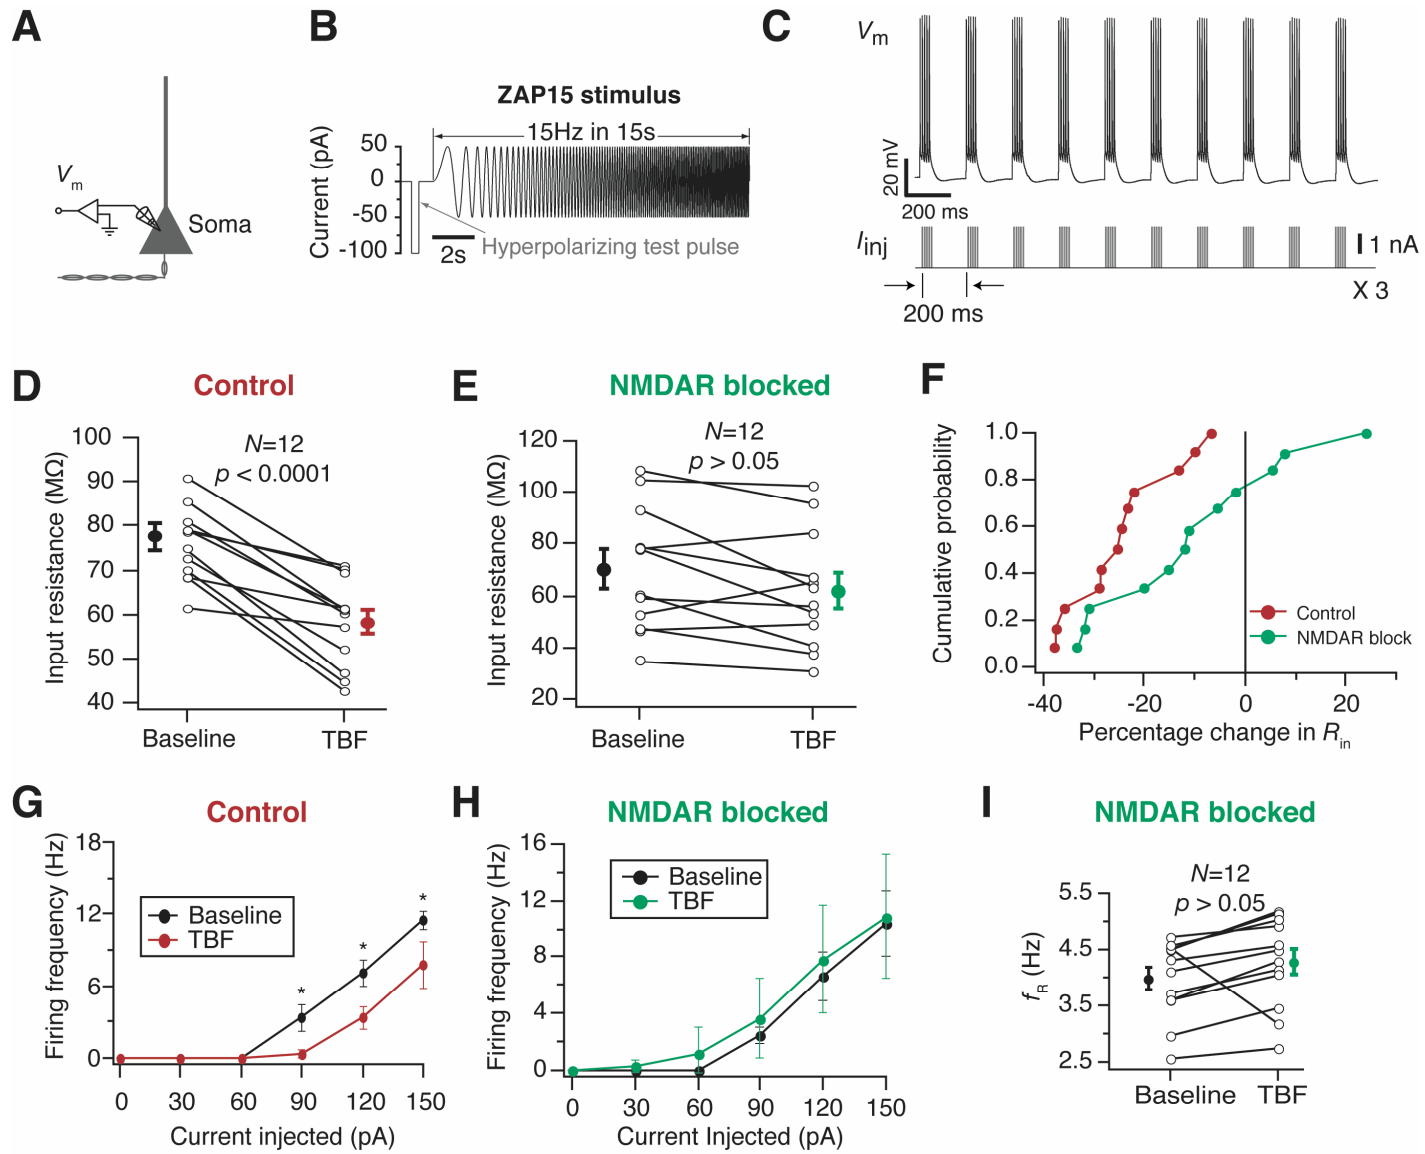 A
V
m
Soma
B
ZAP15 stimulus
15Hz in 15s
Current (pA)
50
0
-50
-100
2s
Hyperpolarizing test pulse
C
Vm
20 mV
200 ms
Iinj
1 nA
X 3
200 ms
D
Control
N=12
p < 0.0001
Input resistance (MΩ)
100
90
80
70
60
50
40
Baseline
TBF
E
NMDAR blocked
N=12
p > 0.05
Input resistance (MΩ)
120
100
80
60
40
20
Baseline
TBF
F
Cumulative probability
1.0
0.8
0.6
0.4
0.2
0.0
Control
NMDAR block
-40 -20 0 20
Percentage change in Rin
G
Control
Firing frequency (Hz)
18
12
6
0
Baseline
TBF
*
*
*
0 30 60 90 120 150
Current injected (pA)
H
NMDAR blocked
Firing frequency (Hz)
16
12
8
4
0
Baseline
TBF
0 30 60 90 120 150
Current Injected (pA)
I
NMDAR blocked
N=12
p > 0.05
fR (Hz)
5.5
4.5
3.5
2.5
Baseline
TBF